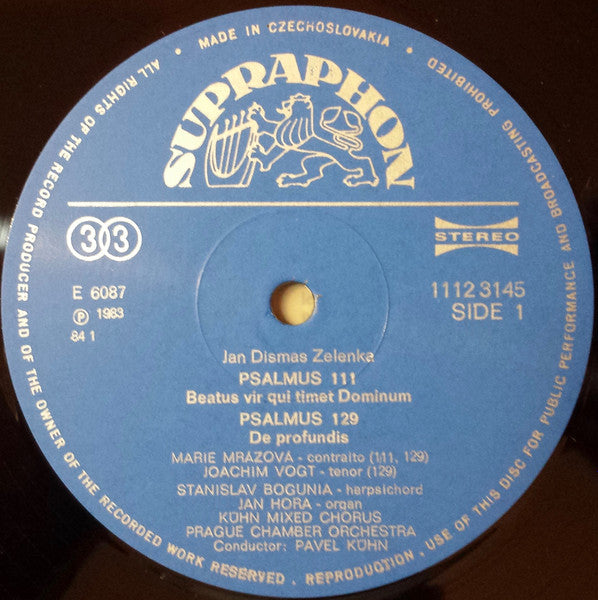 ALL RIGHTS OF THE RECORD PRODUCER AND OF THE OWNER OF THE RECORDED WORK RESERVED . REPRODUCTION . USE OF THIS DISC FOR PUBLIC PERFORMANCE AND BROADCASTING PROHIBITED
• MADE IN CZECHOSLOVAKIA •
SUPRAPHON
33
STEREO
E 6087
1112 3145
Ⓟ 1983
SIDE 1
84 1
Jan Dismas Zelenka
PSALMUS 111
Beatus vir qui timet Dominum
PSALMUS 129
De profundis
MARIE MRÁZOVÁ - contralto (111, 129)
JOACHIM VOGT - tenor (129)
STANISLAV BOGUNIA - harpsichord
JAN HORA - organ
KÜHN MIXED CHORUS
PRAGUE CHAMBER ORCHESTRA
Conductor: PAVEL KÜHN